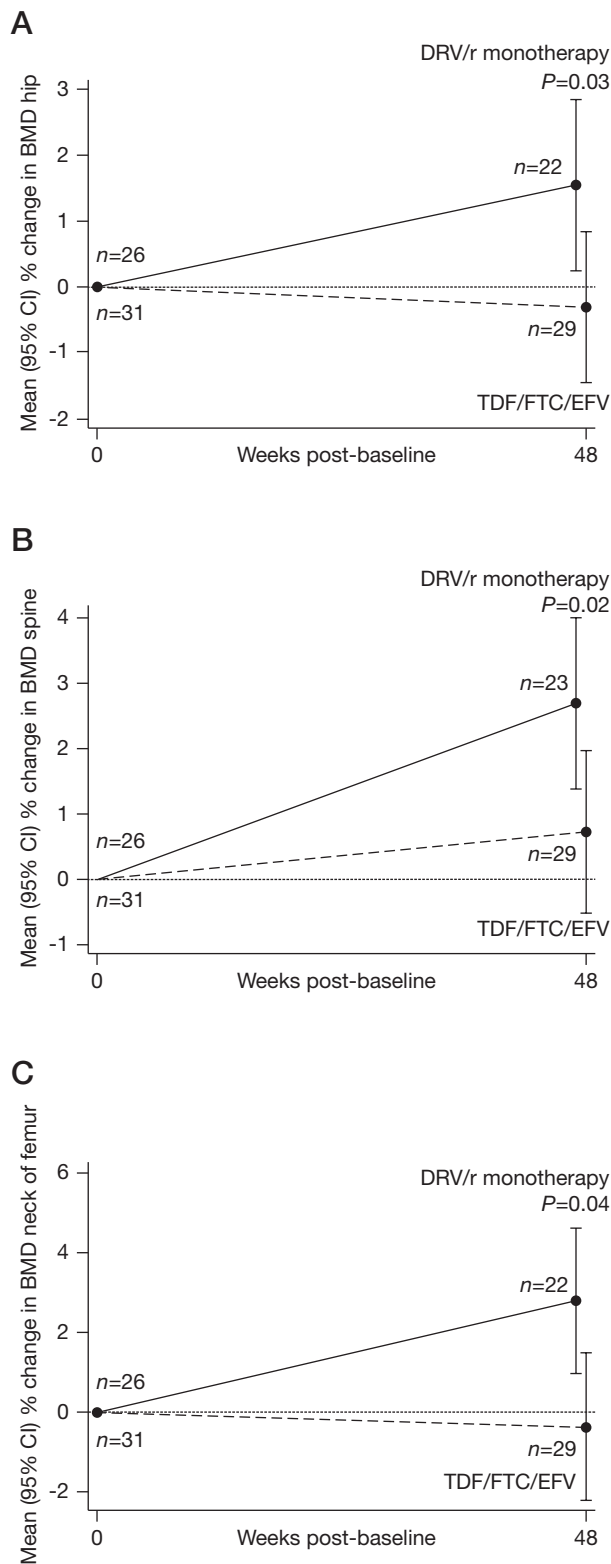 A
DRV/r monotherapy
P=0.03
3
2
1
0
-1
-2
Mean (95% CI) % change in BMD hip
n=22
n=26
n=31
n=29
TDF/FTC/EFV
0
Weeks post-baseline
48
B
DRV/r monotherapy
P=0.02
4
3
2
1
0
-1
Mean (95% CI) % change in BMD spine
n=23
n=26
n=29
n=31
TDF/FTC/EFV
0
Weeks post-baseline
48
C
DRV/r monotherapy
P=0.04
6
4
2
0
-2
Mean (95% CI) % change in BMD neck of femur
n=22
n=26
n=31
n=29
TDF/FTC/EFV
0
Weeks post-baseline
48